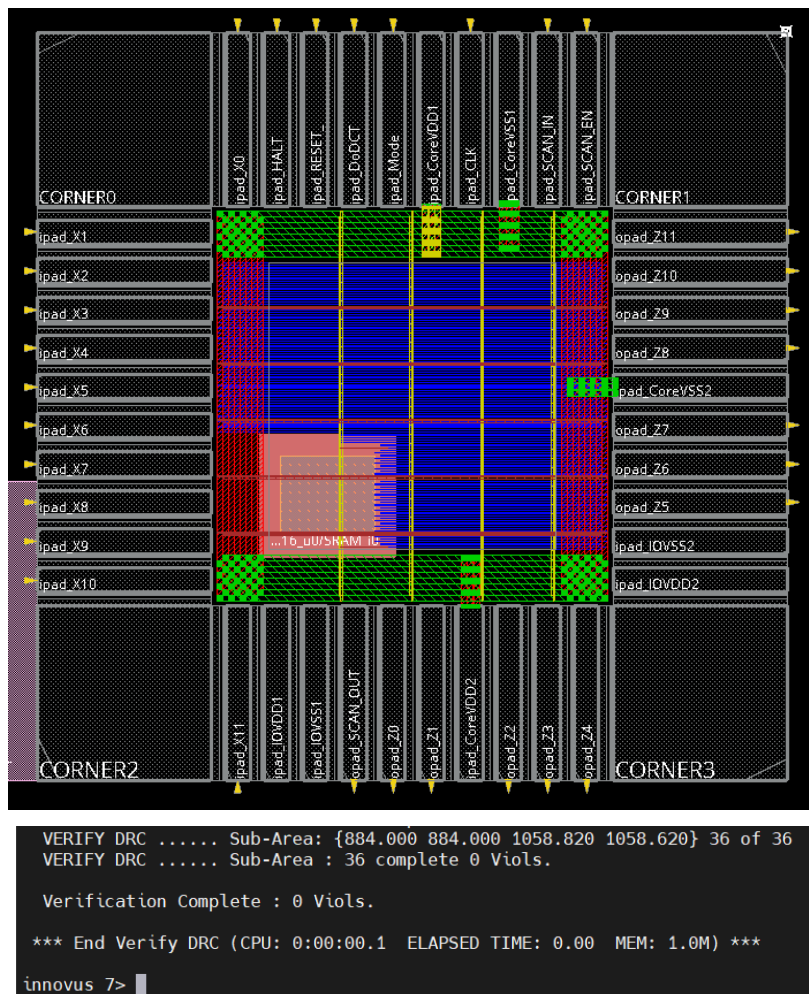 ipad_X0
ipad_HALT
ipad_RESET_
ipad_DoDCT
ipad_Mode
ipad_CoreVDD1
ipad_CLK
ipad_CoreVSS1
ipad_SCAN_IN
ipad_SCAN_EN
CORNER0
CORNER1
ipad_X1
opad_Z11
ipad_X2
opad_Z10
ipad_X3
opad_Z9
ipad_X4
opad_Z8
ipad_X5
ipad_CoreVSS2
ipad_X6
opad_Z7
ipad_X7
opad_Z6
ipad_X8
opad_Z5
ipad_X9
...16_u0/SRAM_i0
ipad_IOVSS2
ipad_X10
ipad_IOVDD2
ipad_X11
ipad_IOVDD1
ipad_IOVSS1
opad_SCAN_OUT
opad_Z0
opad_Z1
ipad_CoreVDD2
opad_Z2
opad_Z3
opad_Z4
CORNER2
CORNER3
VERIFY DRC ...... Sub-Area: {884.000 884.000 1058.820 1058.620} 36 of 36
VERIFY DRC ...... Sub-Area : 36 complete 0 Viols.
Verification Complete : 0 Viols.
*** End Verify DRC (CPU: 0:00:00.1 ELAPSED TIME: 0.00 MEM: 1.0M) ***
innovus 7>